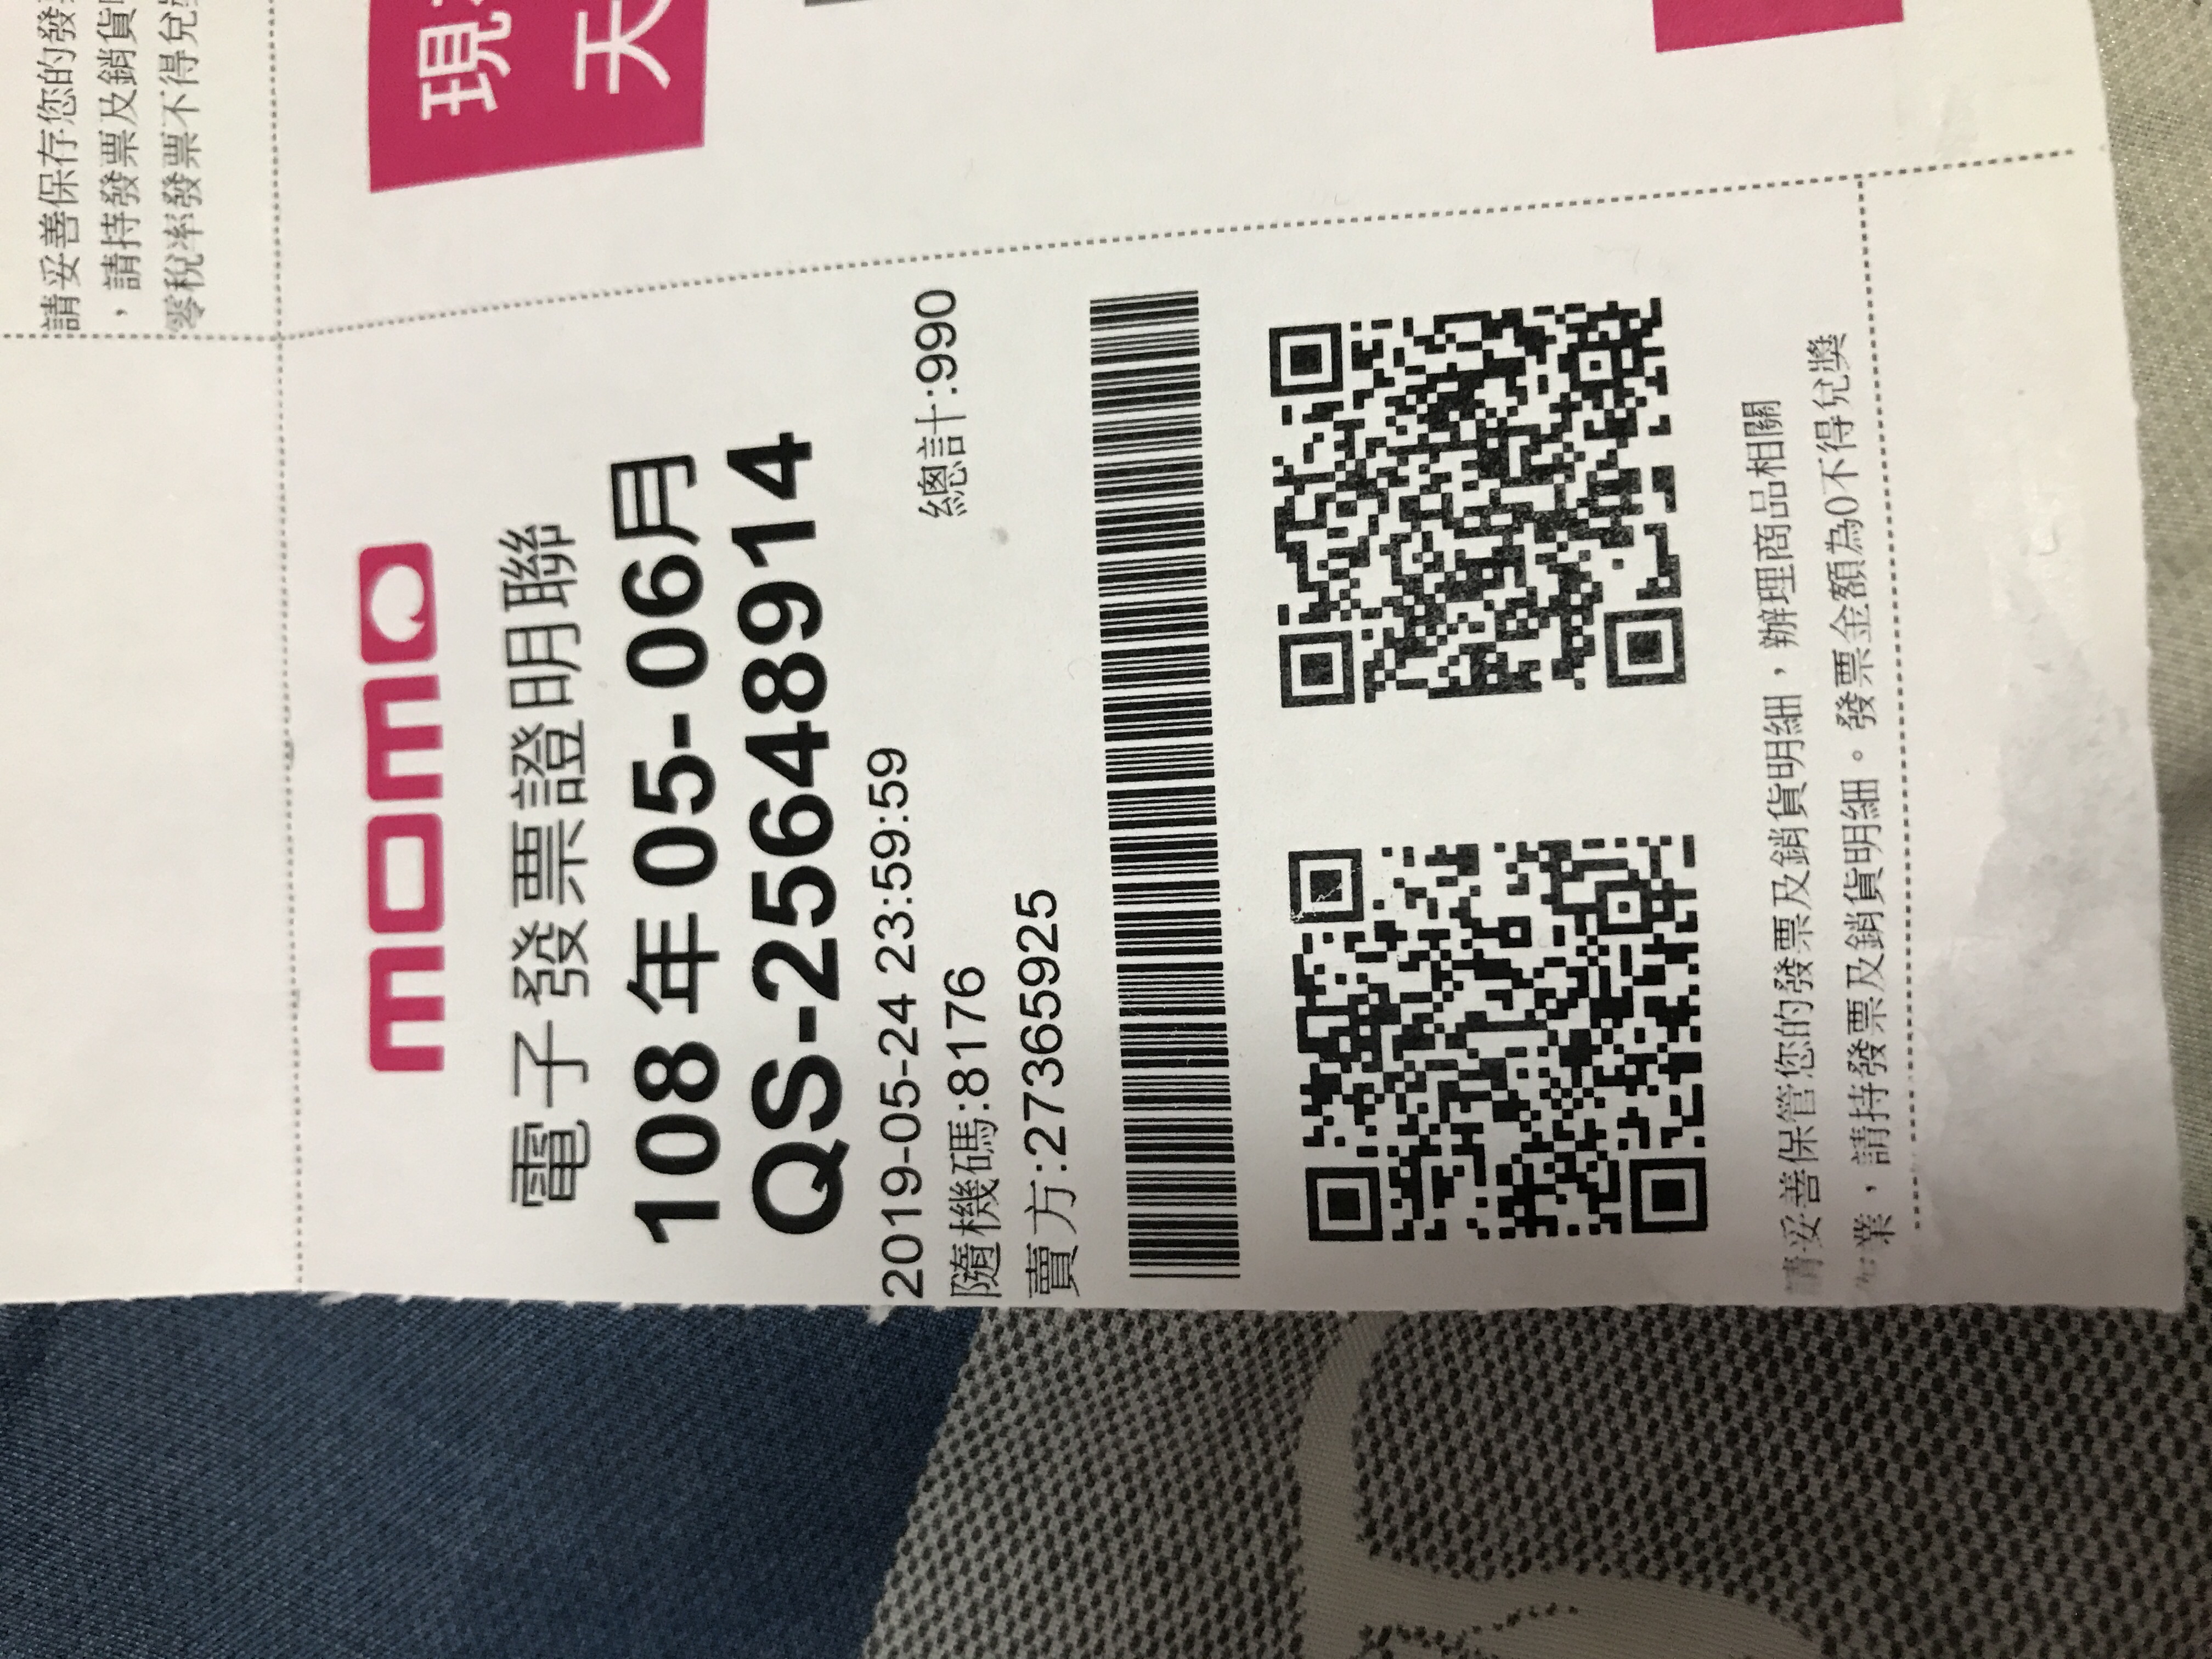 請妥善保存您的發
，請持發票及銷貨
零稅率發票不得兌
momo
電子發票證明聯
108年05-06月
QS-25648914
2019-05-24 23:59:59
隨機碼:8176
總計:990
賣方:27365925
請妥善保管您的發票及銷貨明細，辦理商品相關
業，請持發票及銷貨明細。發票金額為0不得兌獎
現
天